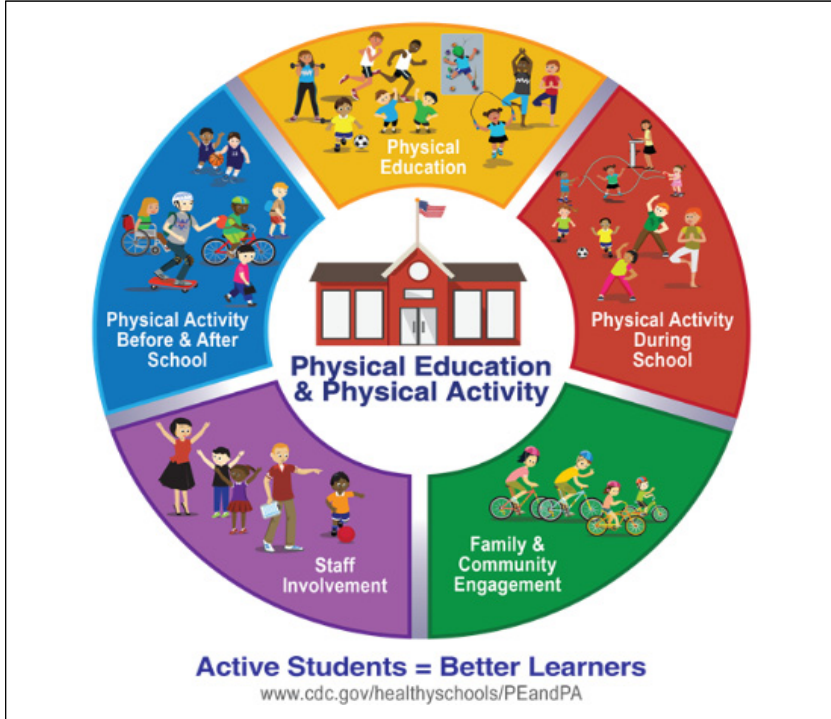 Physical
Education
Physical Activity
Before & After
School
Physical Activity
During
School
Physical Education
& Physical Activity
Staff
Involvement
Family &
Community
Engagement
Active Students = Better Learners
www.cdc.gov/healthyschools/PEandPA